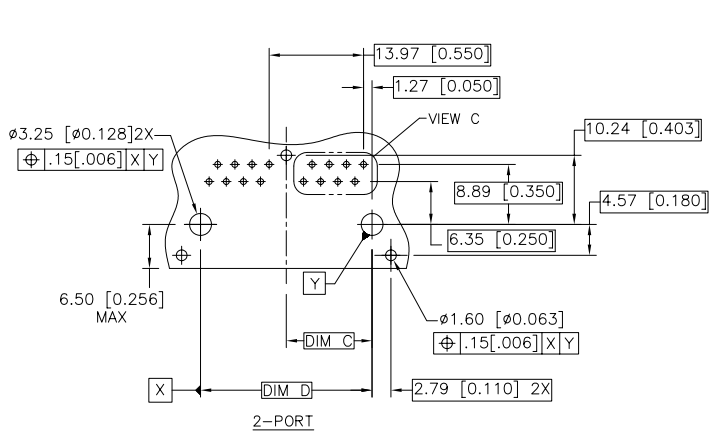 13.97 [0.550]
1.27 [0.050]
VIEW C
ø3.25 [ø0.128]2X
.15[.006] X Y
10.24 [0.403]
8.89 [0.350]
4.57 [0.180]
6.35 [0.250]
6.50 [0.256]
MAX
Y
ø1.60 [ø0.063]
.15[.006] X Y
DIM C
X
DIM D
2.79 [0.110] 2X
2-PORT